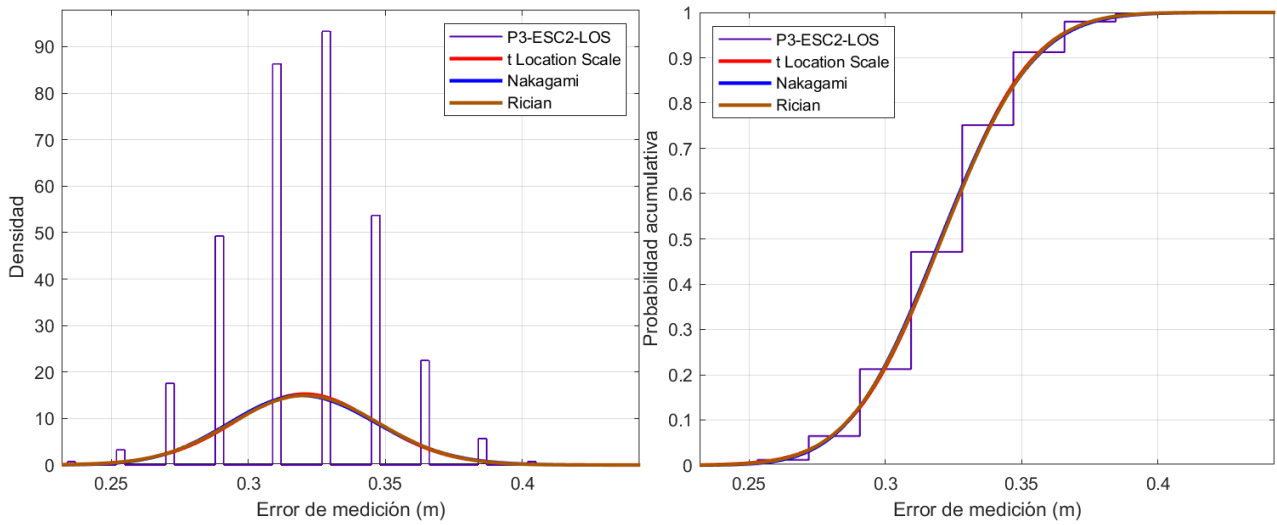 P3-ESC2-LOS
t Location Scale
Nakagami
Rician
Densidad
90
80
70
60
50
40
30
20
10
0
0.25
0.3
0.35
0.4
Error de medición (m)
P3-ESC2-LOS
t Location Scale
Nakagami
Rician
Probabilidad acumulativa
1
0.9
0.8
0.7
0.6
0.5
0.4
0.3
0.2
0.1
0
0.25
0.3
0.35
0.4
Error de medición (m)